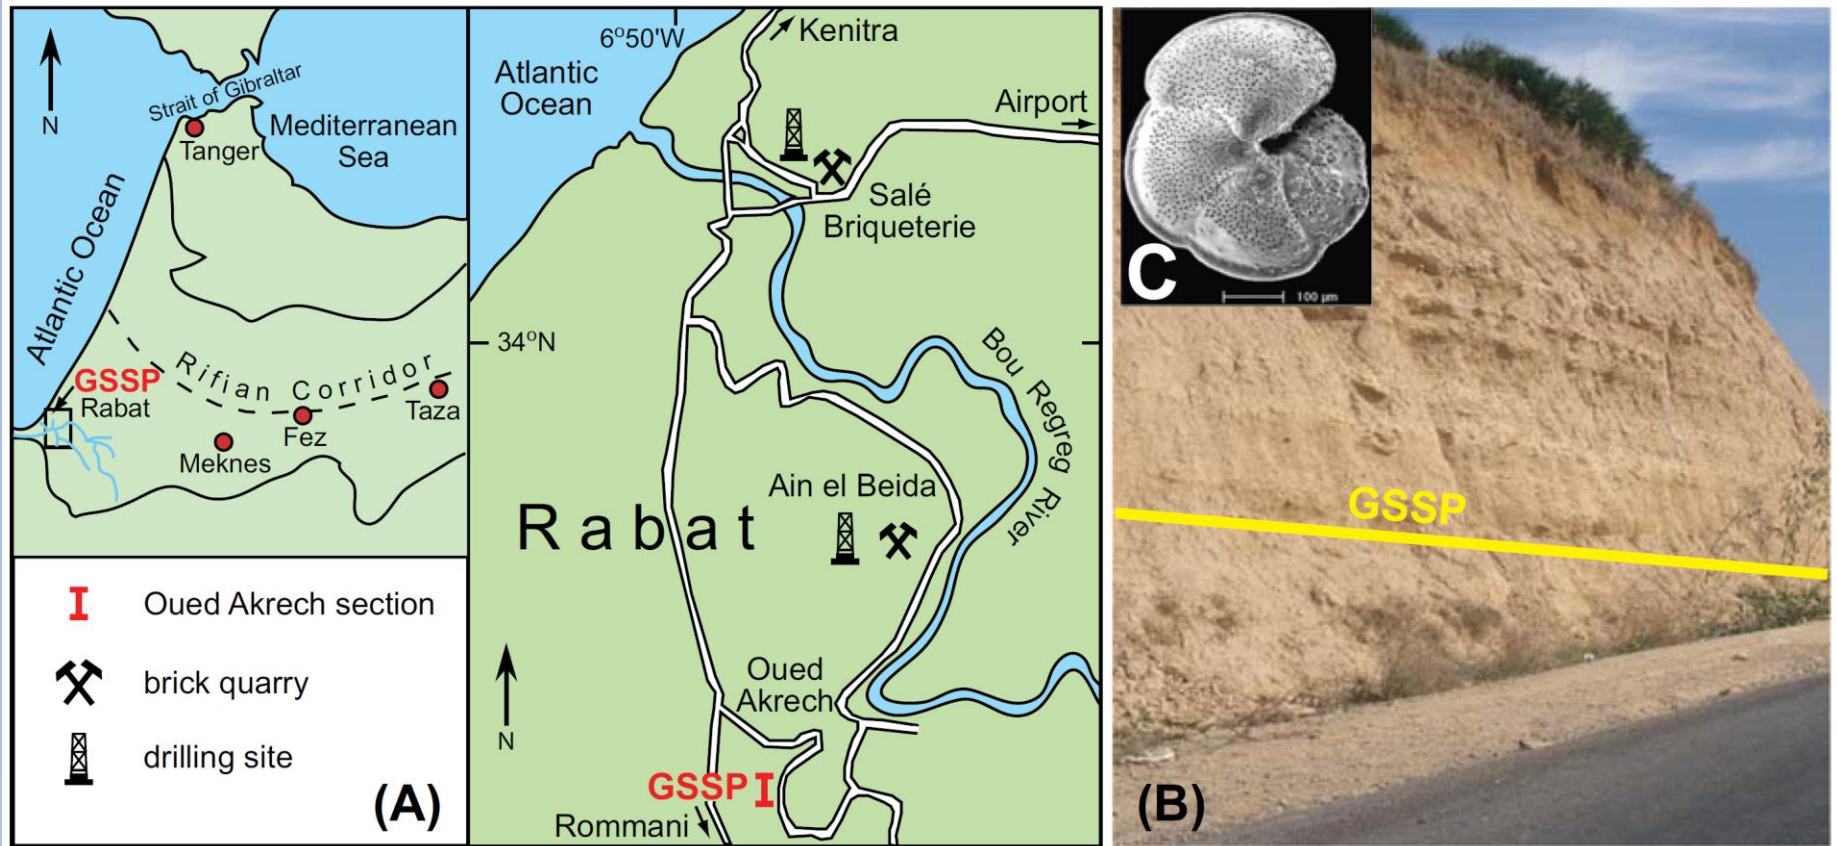 N
Strait of Gibraltar
Tanger
Mediterranean
Sea
Atlantic Ocean
GSSP
Rabat
Rifian Corridor
Taza
Fez
Meknes
Oued Akrech section
brick quarry
drilling site
(A)
6°50'W
Kenitra
Atlantic
Ocean
Airport
Salé
Briqueterie
34°N
Bou Regreg River
Ain el Beida
Rabat
Oued
Akrech
N
GSSP
Rommani
C
100 µm
GSSP
(B)